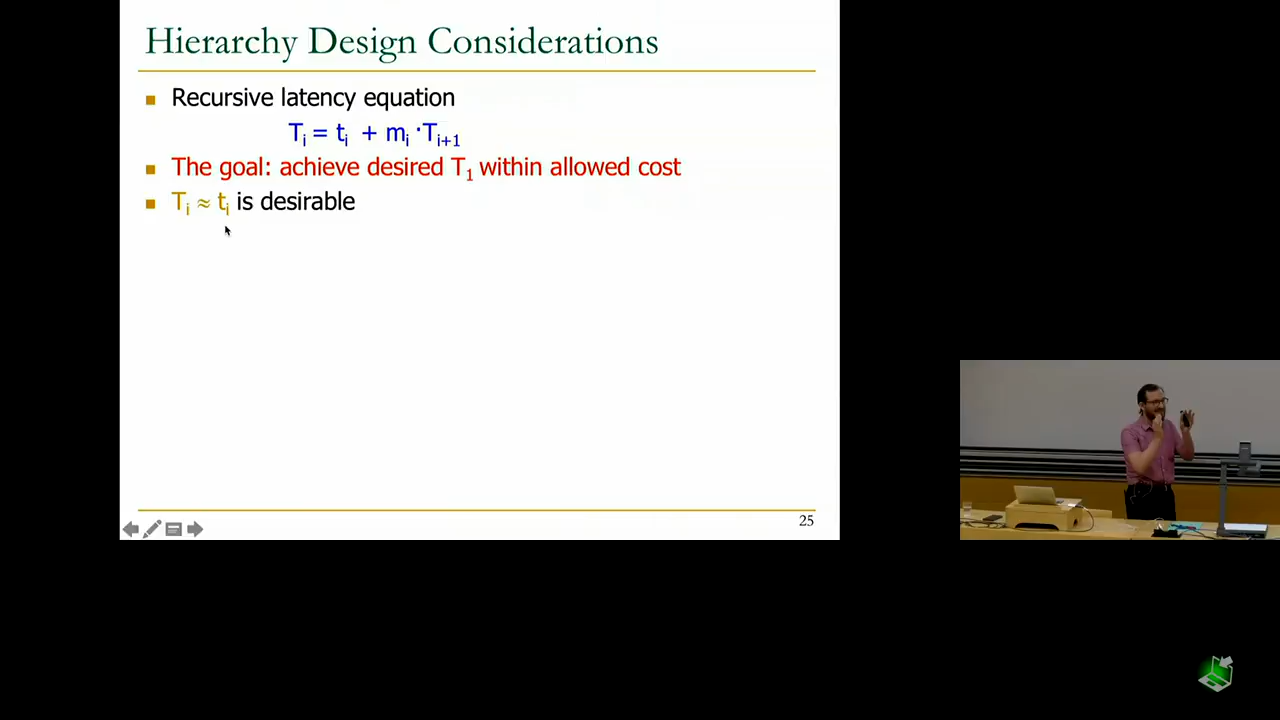 Hierarchy Design Considerations
Recursive latency equation
Tᵢ = tᵢ + mᵢ ·Tᵢ₊₁
The goal: achieve desired T₁ within allowed cost
Tᵢ ≈ tᵢ is desirable
25